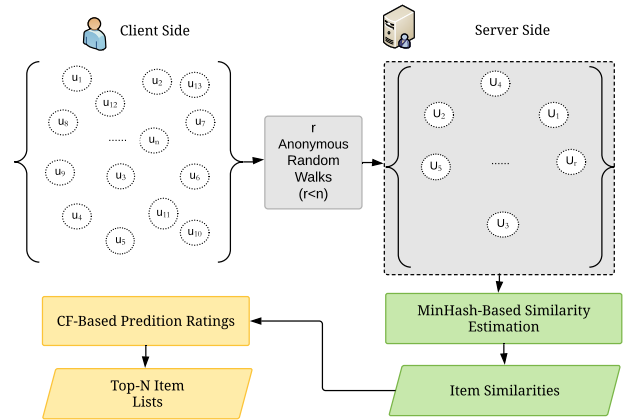 Client Side
Server Side
u1
u2
u13
u12
u8
u7
......
un
u9
u3
u6
u4
u11
u5
u10
r
Anonymous
Random
Walks
(r<n)
U4
U2
U1
U5
......
Ur
U3
CF-Based Predition Ratings
MinHash-Based Similarity
Estimation
Top-N Item
Lists
Item Similarities